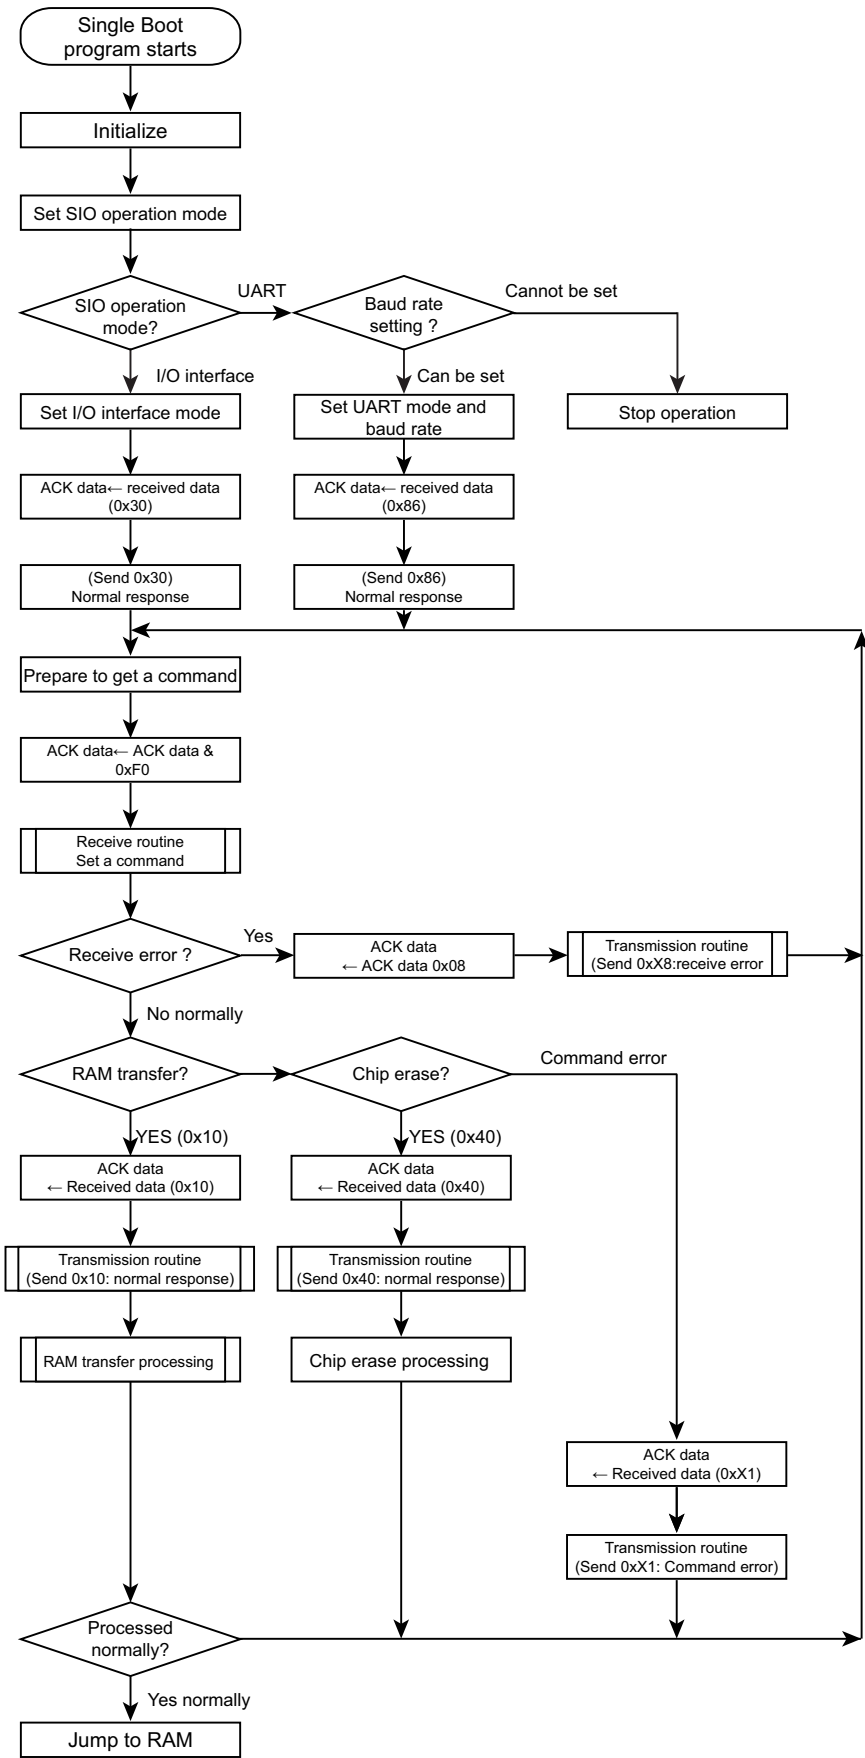 Single Boot
program starts
Initialize
Set SIO operation mode
SIO operation
mode?
UART
Baud rate
setting ?
Cannot be set
I/O interface
Can be set
Set I/O interface mode
Set UART mode and
baud rate
Stop operation
ACK data← received data
(0x30)
ACK data← received data
(0x86)
(Send 0x30)
Normal response
(Send 0x86)
Normal response
Prepare to get a command
ACK data← ACK data &
0xF0
Receive routine
Set a command
Receive error ?
Yes
ACK data
← ACK data 0x08
Transmission routine
(Send 0xX8:receive error
No normally
RAM transfer?
Chip erase?
Command error
YES (0x10)
YES (0x40)
ACK data
← Received data (0x10)
ACK data
← Received data (0x40)
Transmission routine
(Send 0x10: normal response)
Transmission routine
(Send 0x40: normal response)
RAM transfer processing
Chip erase processing
ACK data
← Received data (0xX1)
Transmission routine
(Send 0xX1: Command error)
Processed
normally?
Yes normally
Jump to RAM